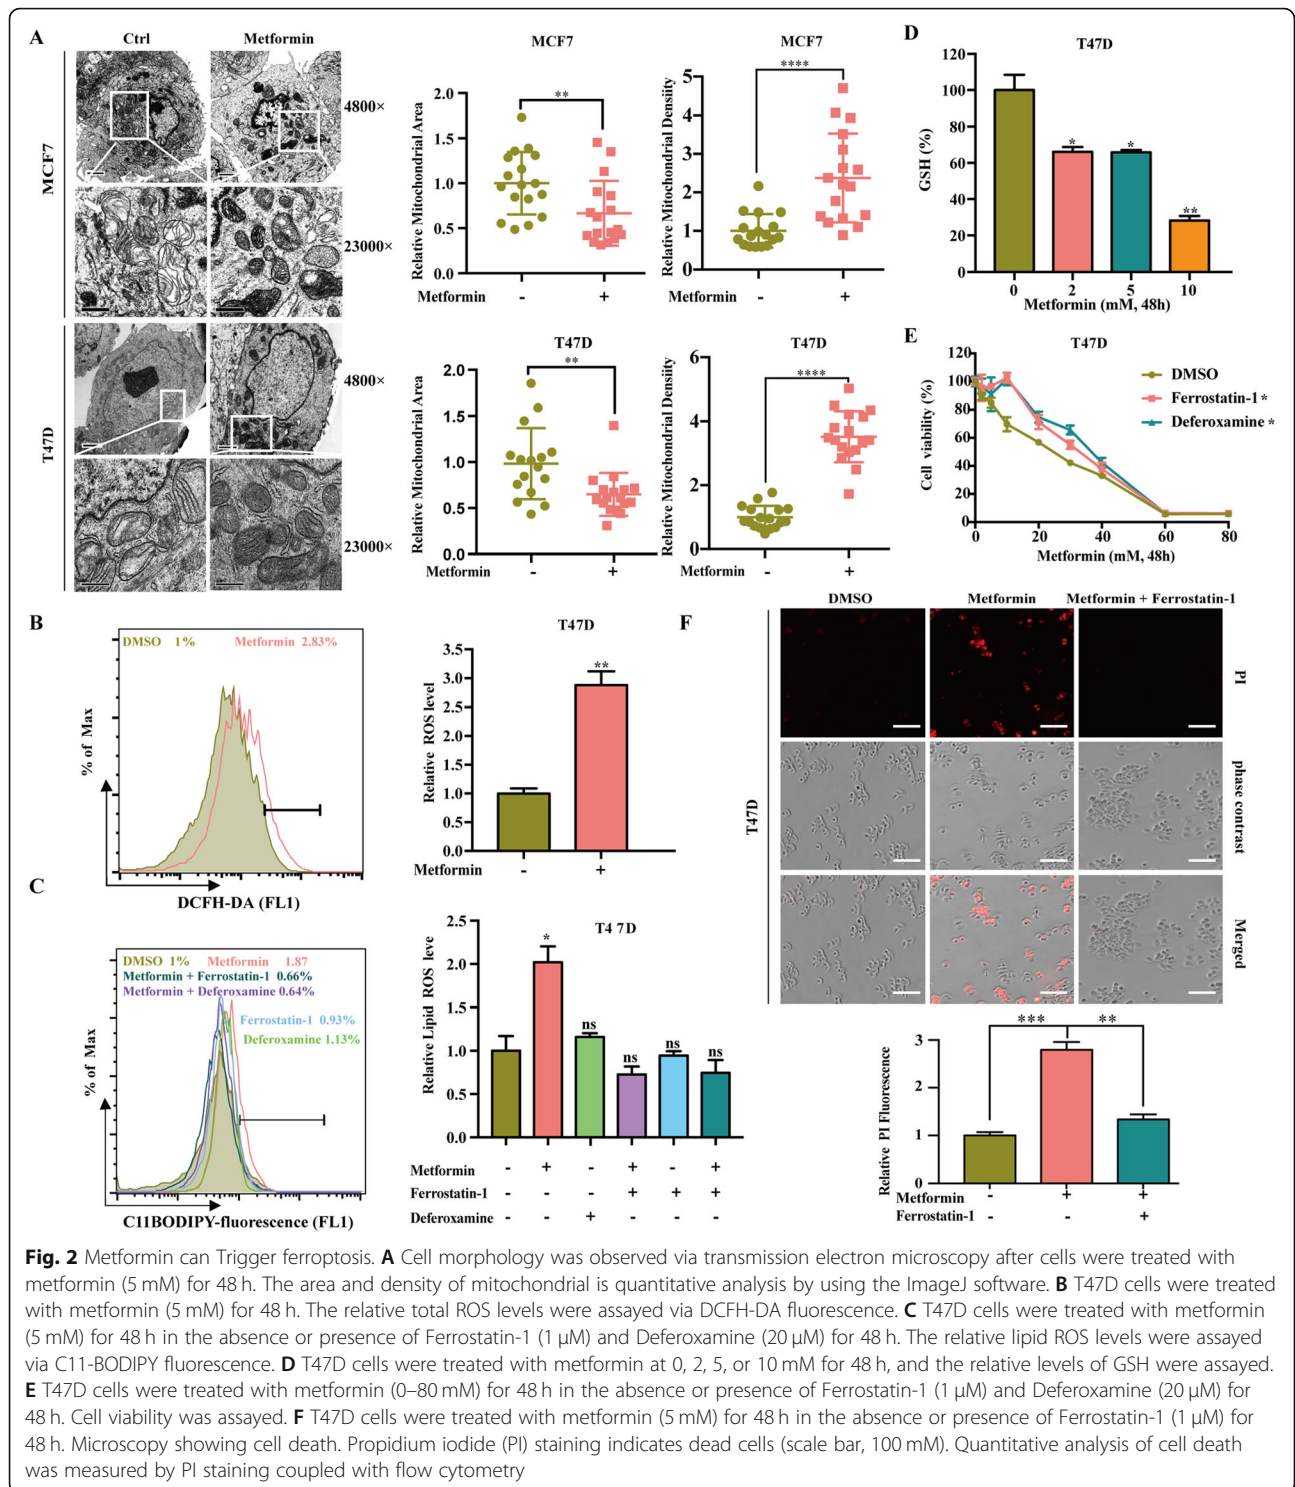 A
Ctrl
Metformin
MCF7
4800×
23000×
T47D
4800×
23000×
MCF7
**
Relative Mitochondrial Area
2.0
1.5
1.0
0.5
0.0
Metformin - +
MCF7
****
Relative Mitochondrial Densiity
5
4
3
2
1
0
Metformin - +
T47D
**
Relative Mitochondrial Area
2.0
1.5
1.0
0.5
0.0
Metformin - +
T47D
****
Relative Mitochondrial Density
6
4
2
0
Metformin - +
D
T47D
GSH (%)
120
100
80
60
40
20
0
* * **
0 2 5 10
Metformin (mM, 48h)
E
T47D
Cell viability (%)
120
100
80
60
40
20
0
DMSO
Ferrostatin-1 *
Deferoxamine *
0 20 40 60 80
Metformin (mM, 48h)
B
DMSO 1% Metformin 2.83%
% of Max
DCFH-DA (FL1)
T47D
**
Relative ROS level
3.5
3.0
2.5
2.0
1.5
1.0
0.5
0.0
Metformin - +
C
DMSO 1% Metformin 1.87
Metformin + Ferrostatin-1 0.66%
Metformin + Deferoxamine 0.64%
Ferrostatin-1 0.93%
Deferoxamine 1.13%
% of Max
C11BODIPY-fluorescence (FL1)
T4 7D
Relative Lipid ROS leve
2.5
2.0
1.5
1.0
0.5
0.0
* ns ns ns ns
Metformin - + - + - +
Ferrostatin-1 - - - + + +
Deferoxamine - - + - - -
F
DMSO Metformin Metformin + Ferrostatin-1
T47D
PI
phase contrast
Merged
*** **
Relative PI Fluorescence
3
2
1
0
Metformin - + +
Ferrostatin-1 - - +
Fig. 2 Metformin can Trigger ferroptosis. A Cell morphology was observed via transmission electron microscopy after cells were treated with
metformin (5 mM) for 48 h. The area and density of mitochondrial is quantitative analysis by using the ImageJ software. B T47D cells were treated
with metformin (5 mM) for 48 h. The relative total ROS levels were assayed via DCFH-DA fluorescence. C T47D cells were treated with metformin
(5 mM) for 48 h in the absence or presence of Ferrostatin-1 (1 μM) and Deferoxamine (20 μM) for 48 h. The relative lipid ROS levels were assayed
via C11-BODIPY fluorescence. D T47D cells were treated with metformin at 0, 2, 5, or 10 mM for 48 h, and the relative levels of GSH were assayed.
E T47D cells were treated with metformin (0–80 mM) for 48 h in the absence or presence of Ferrostatin-1 (1 μM) and Deferoxamine (20 μM) for
48 h. Cell viability was assayed. F T47D cells were treated with metformin (5 mM) for 48 h in the absence or presence of Ferrostatin-1 (1 μM) for
48 h. Microscopy showing cell death. Propidium iodide (PI) staining indicates dead cells (scale bar, 100 mM). Quantitative analysis of cell death
was measured by PI staining coupled with flow cytometry